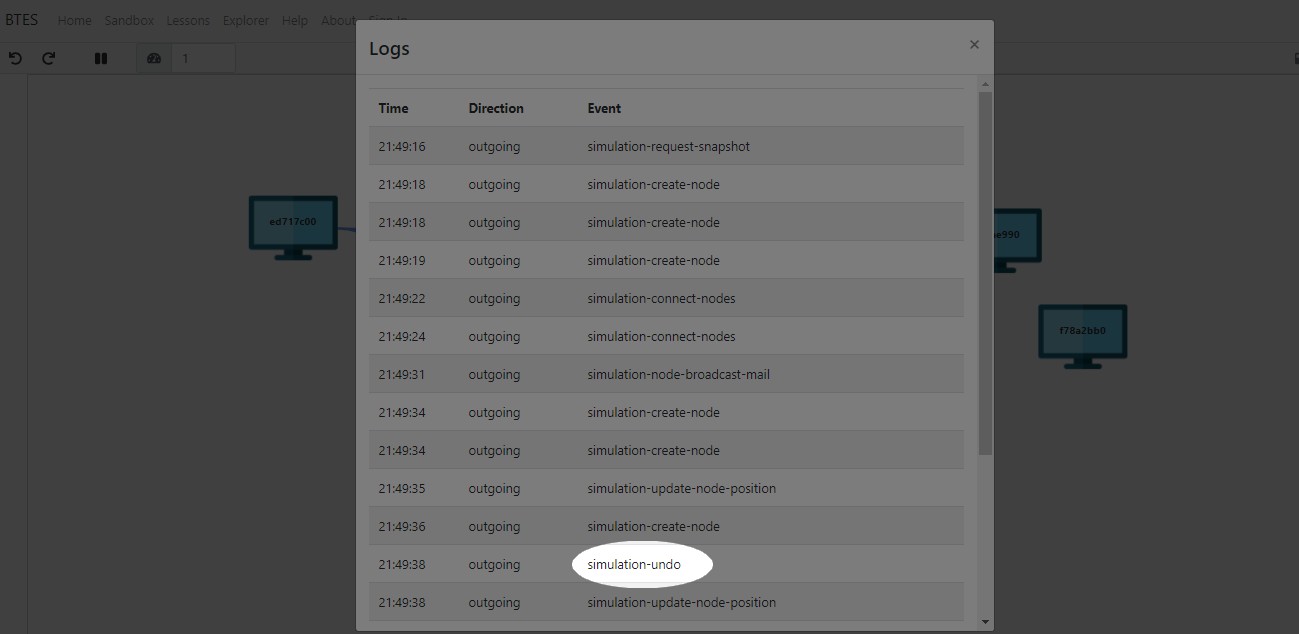 BTES Home Sandbox Lessons Explorer Help About Sign In
1
Logs ×
Time Direction Event
21:49:16 outgoing simulation-request-snapshot
21:49:18 outgoing simulation-create-node
21:49:18 outgoing simulation-create-node
21:49:19 outgoing simulation-create-node
21:49:22 outgoing simulation-connect-nodes
21:49:24 outgoing simulation-connect-nodes
21:49:31 outgoing simulation-node-broadcast-mail
21:49:34 outgoing simulation-create-node
21:49:34 outgoing simulation-create-node
21:49:35 outgoing simulation-update-node-position
21:49:36 outgoing simulation-create-node
21:49:38 outgoing simulation-undo
21:49:38 outgoing simulation-update-node-position
ed717c00
e990
f78a2bb0